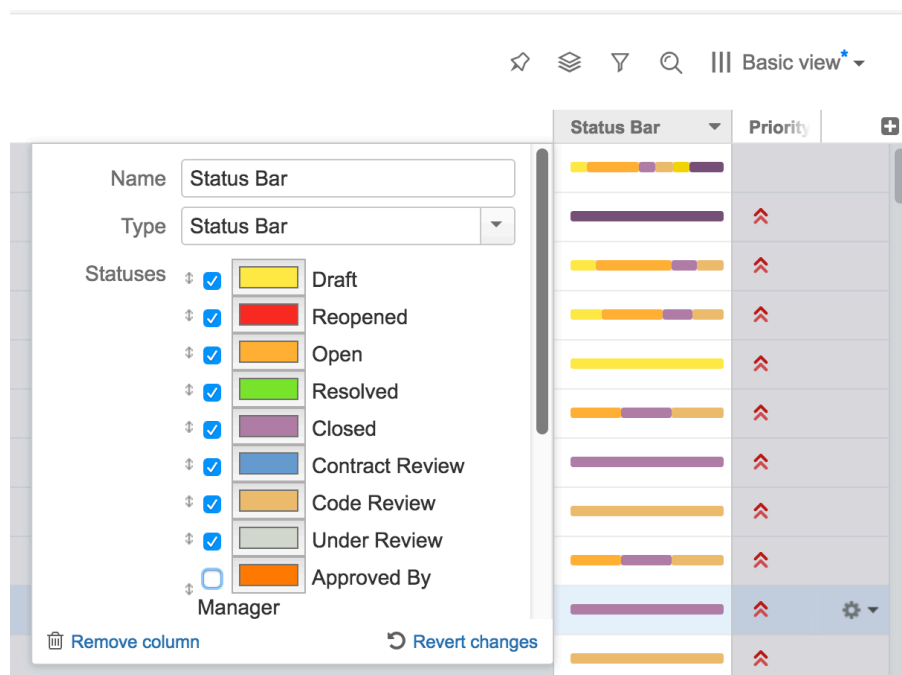 Basic view*
Status Bar
Priority
Name
Status Bar
Type
Status Bar
Statuses
Draft
Reopened
Open
Resolved
Closed
Contract Review
Code Review
Under Review
Approved By
Manager
Remove column
Revert changes